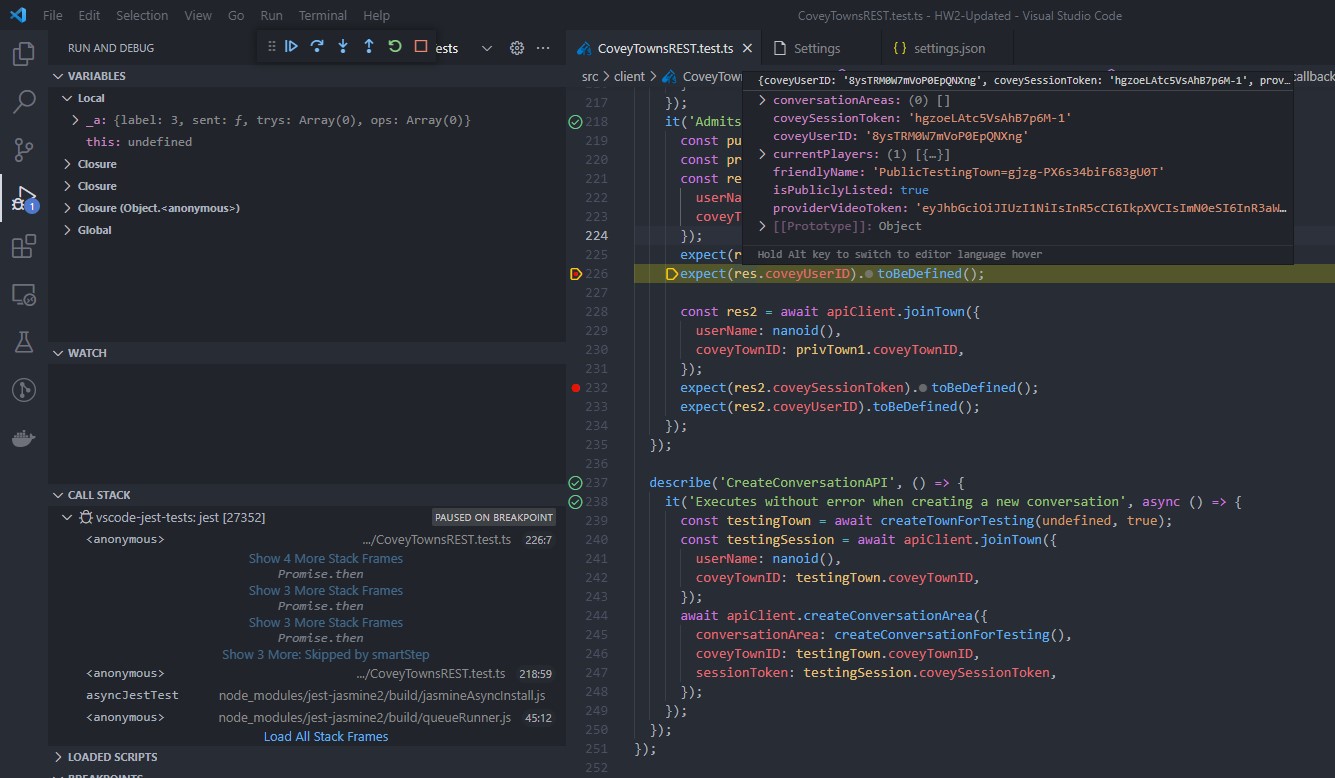 File Edit Selection View Go Run Terminal Help CoveyTownsREST.test.ts - HW2-Updated - Visual Studio Code
RUN AND DEBUG
ests
1
VARIABLES
Local
_a: {label: 3, sent: ƒ, trys: Array(0), ops: Array(0)}
this: undefined
Closure
Closure
Closure (Object.<anonymous>)
Global
WATCH
CALL STACK
vscode-jest-tests: jest [27352] PAUSED ON BREAKPOINT
<anonymous> .../CoveyTownsREST.test.ts 226:7
Show 4 More Stack Frames
Promise.then
Show 3 More Stack Frames
Promise.then
Show 3 More Stack Frames
Promise.then
Show 3 More: Skipped by smartStep
<anonymous> .../CoveyTownsREST.test.ts 218:59
asyncJestTest node_modules/jest-jasmine2/build/jasmineAsyncInstall.js
<anonymous> node_modules/jest-jasmine2/build/queueRunner.js 45:12
Load All Stack Frames
LOADED SCRIPTS
BREAKPOINTS
CoveyTownsREST.test.ts Settings {} settings.json
src > client > CoveyTow callback
{coveyUserID: '8ysTRM0W7mVoP0EpQNXng', coveySessionToken: 'hgzoeLAtc5VsAhB7p6M-1', prov…
conversationAreas: (0) []
coveySessionToken: 'hgzoeLAtc5VsAhB7p6M-1'
coveyUserID: '8ysTRM0W7mVoP0EpQNXng'
currentPlayers: (1) [{…}]
friendlyName: 'PublicTestingTown=gjzg-PX6s34biF683gU0T'
isPubliclyListed: true
providerVideoToken: 'eyJhbGciOiJIUzI1NiIsInR5cCI6IkpXVCIsImN0eSI6InR3aW…
[[Prototype]]: Object
Hold Alt key to switch to editor language hover
217 });
218 it('Admits
219 const pu
220 const pr
221 const re
222 userNa
223 coveyT
224 });
225 expect(r
226 expect(res.coveyUserID).toBeDefined();
227
228 const res2 = await apiClient.joinTown({
229 userName: nanoid(),
230 coveyTownID: privTown1.coveyTownID,
231 });
232 expect(res2.coveySessionToken).toBeDefined();
233 expect(res2.coveyUserID).toBeDefined();
234 });
235 });
236
237 describe('CreateConversationAPI', () => {
238 it('Executes without error when creating a new conversation', async () => {
239 const testingTown = await createTownForTesting(undefined, true);
240 const testingSession = await apiClient.joinTown({
241 userName: nanoid(),
242 coveyTownID: testingTown.coveyTownID,
243 });
244 await apiClient.createConversationArea({
245 conversationArea: createConversationForTesting(),
246 coveyTownID: testingTown.coveyTownID,
247 sessionToken: testingSession.coveySessionToken,
248 });
249 });
250 });
251 });
252